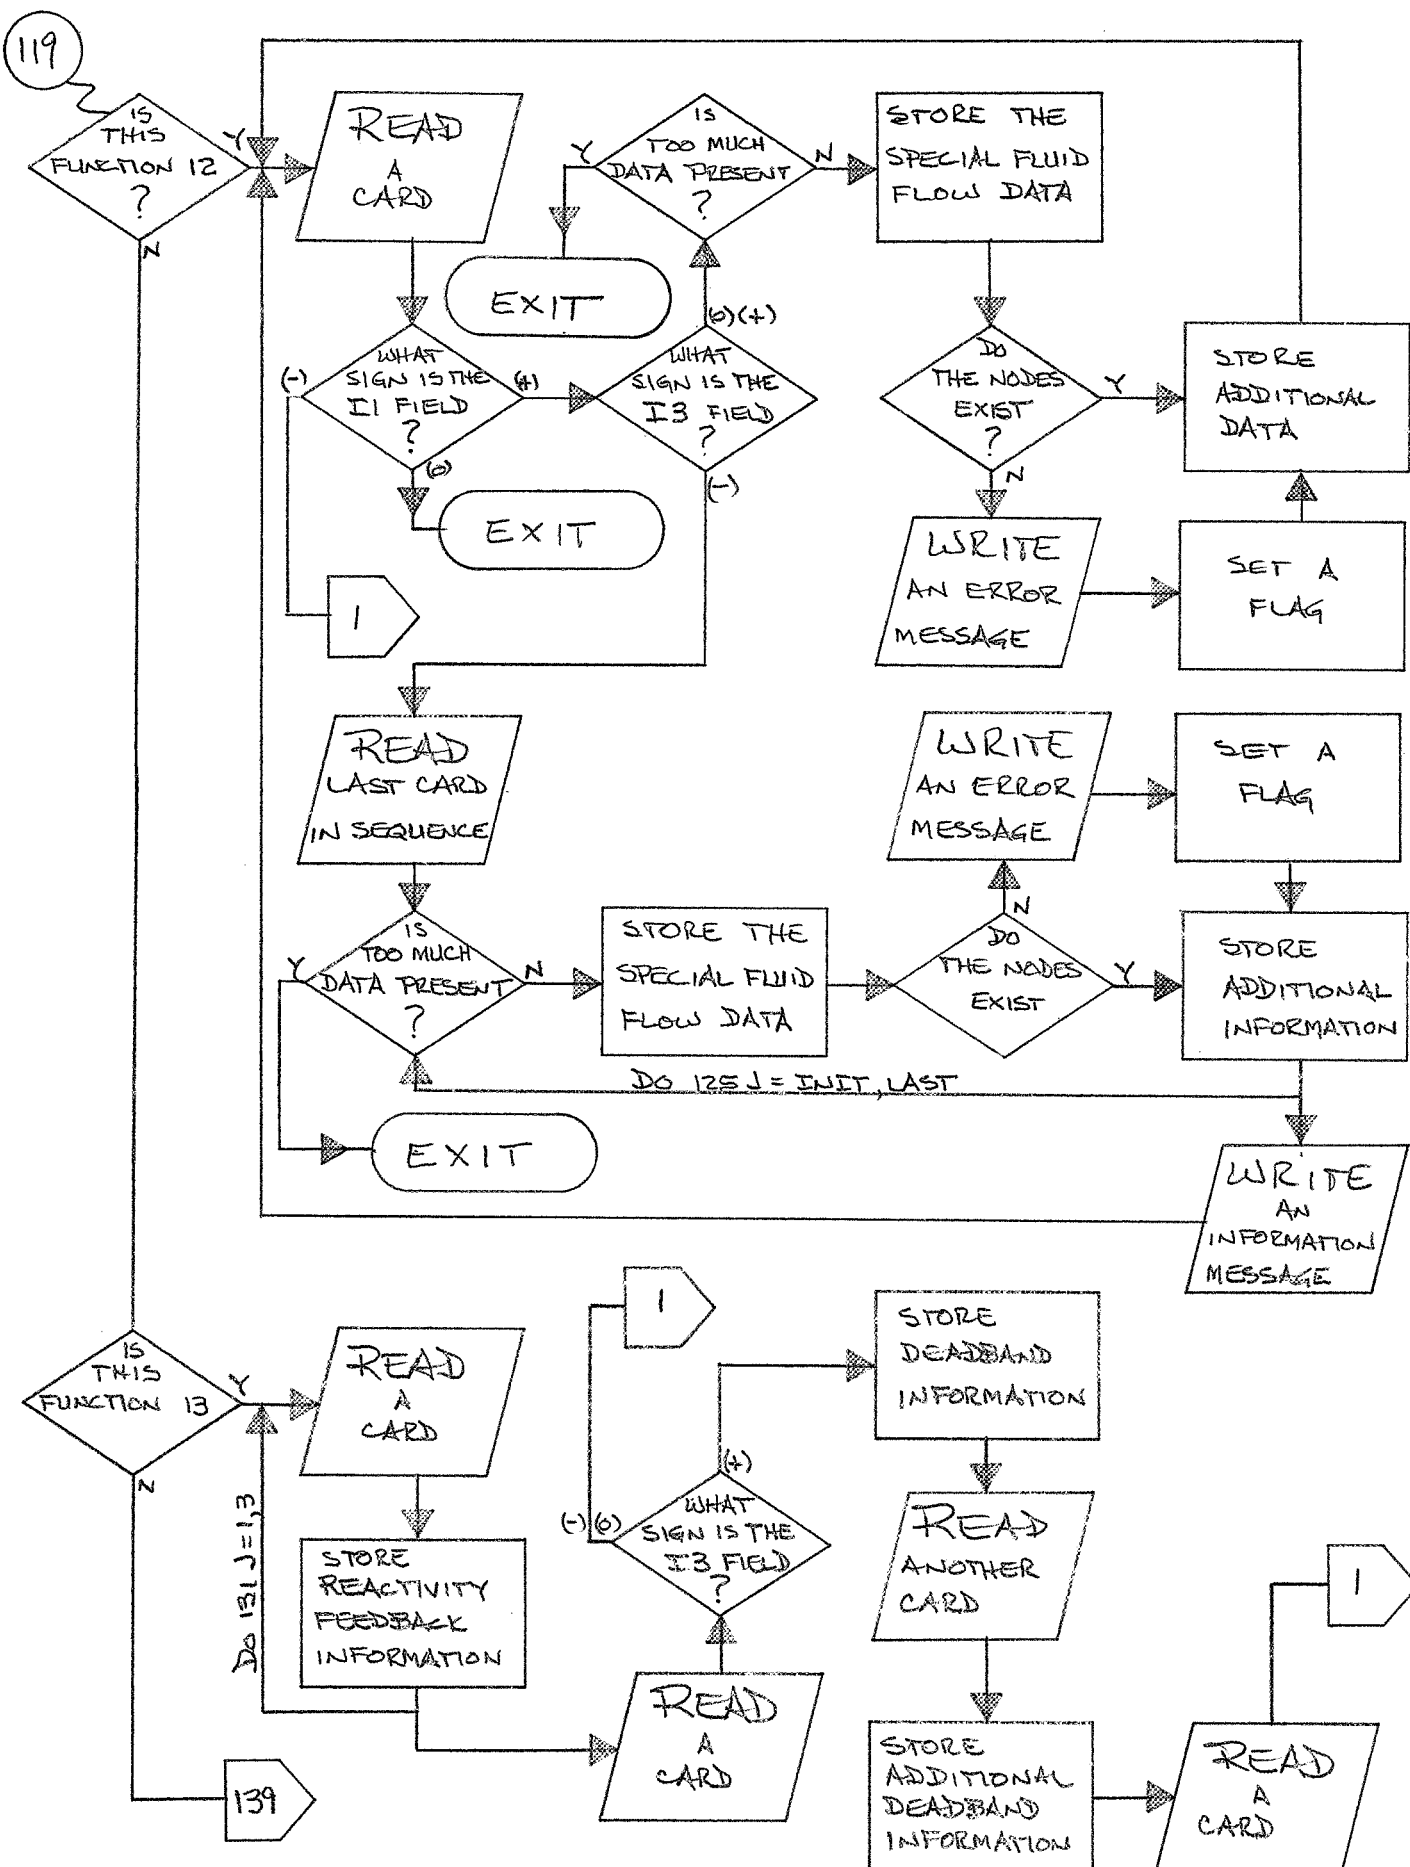 119
IS
THIS
FUNCTION 12
?
Y
N
READ
A
CARD
IS
TOO MUCH
DATA PRESENT
?
Y
N
STORE THE
SPECIAL FLUID
FLOW DATA
EXIT
WHAT
SIGN IS THE
I1 FIELD
?
(-)
(+)
(0)
WHAT
SIGN IS THE
I3 FIELD
?
(0)(+)
(-)
DO
THE NODES
EXIST
?
Y
N
STORE
ADDITIONAL
DATA
EXIT
WRITE
AN ERROR
MESSAGE
SET A
FLAG
1
READ
LAST CARD
IN SEQUENCE
WRITE
AN ERROR
MESSAGE
SET A
FLAG
IS
TOO MUCH
DATA PRESENT
?
Y
N
STORE THE
SPECIAL FLUID
FLOW DATA
DO
THE NODES
EXIST
N
Y
STORE
ADDITIONAL
INFORMATION
DO 125 J = INIT, LAST
EXIT
WRITE
AN
INFORMATION
MESSAGE
IS
THIS
FUNCTION 13
Y
N
READ
A
CARD
1
STORE
DEADBAND
INFORMATION
DO 131 J = 1,3
STORE
REACTIVITY
FEEDBACK
INFORMATION
(-)(0)
(+)
WHAT
SIGN IS THE
I3 FIELD
?
READ
ANOTHER
CARD
1
READ
A
CARD
139
STORE
ADDITIONAL
DEADBAND
INFORMATION
READ
A
CARD